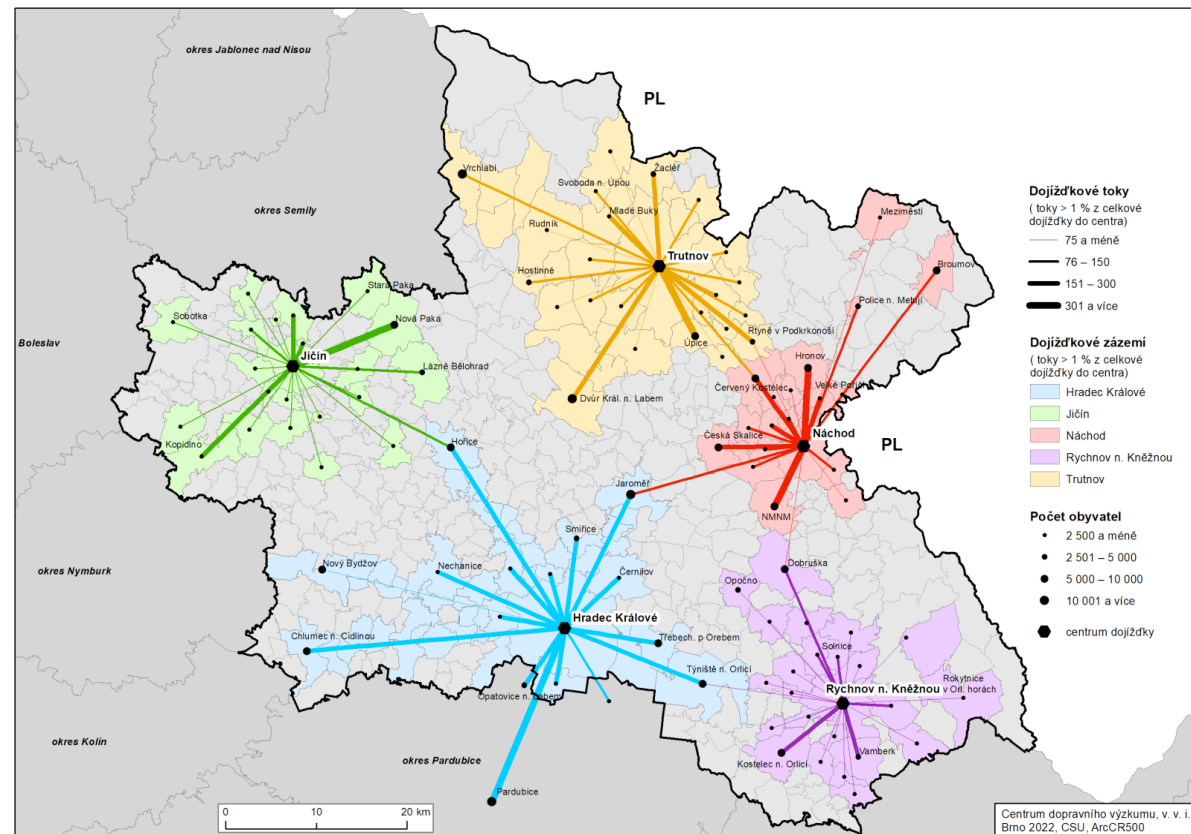 okres Jablonec nad Nisou
PL
Vrchlabí
Žacléř
Svoboda n. Úpou
Dojížďkové toky
( toky > 1 % z celkové
dojížďky do centra)
75 a méně
76 – 150
151 – 300
301 a více
okres Semily
Mladé Buky
Rudník
Meziměstí
Trutnov
Broumov
Hostinné
Stará Paka
Police n. Metují
Sobotka
Nová Paka
Rtyně v Podkrkonoší
Úpice
Dojížďkové zázemí
( toky > 1 % z celkové
dojížďky do centra)
Hradec Králové
Jičín
Náchod
Rychnov n. Kněžnou
Trutnov
Boleslav
Jičín
Hronov
Lázně Bělohrad
Červený Kostelec
Velké Poříčí
Dvůr Král. n. Labem
Kopidlno
Česká Skalice
Náchod
PL
Hořice
Jaroměř
NMNM
Počet obyvatel
2 500 a méně
2 501 – 5 000
5 000 – 10 000
10 001 a více
centrum dojížďky
Smiřice
okres Nymburk
Nový Bydžov
Nechanice
Černilov
Dobruška
Opočno
Hradec Králové
Chlumec n. Cidlinou
Třebech. p Orebem
Solnice
Týniště n. Orlicí
Rokytnice
v Orl. horách
Rychnov n. Kněžnou
Opatovice n. Labem
okres Kolín
okres Pardubice
Kostelec n. Orlicí
Vamberk
Pardubice
0 10 20 km
Centrum dopravního výzkumu, v. v. i.
Brno 2022, CSU, ArcCR500